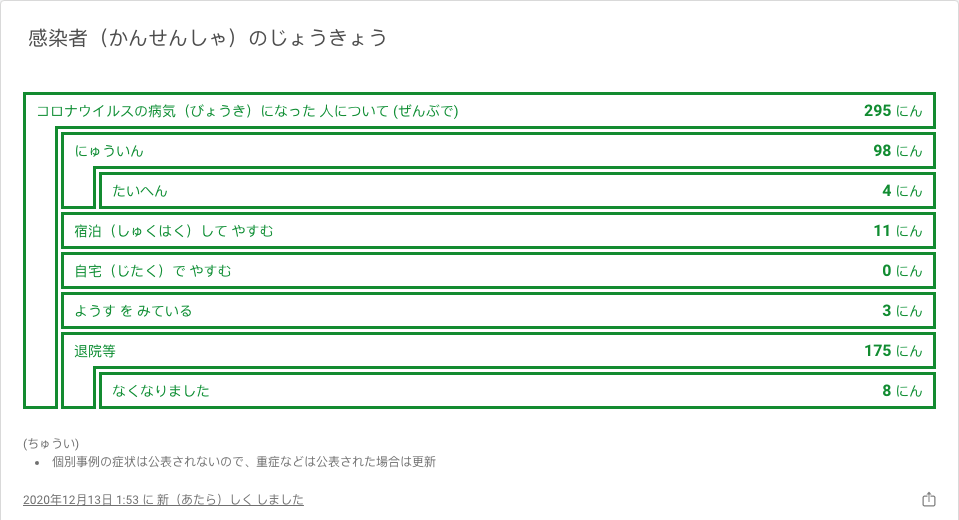 感染者（かんせんしゃ）のじょうきょう
コロナウイルスの病気（びょうき）になった 人について (ぜんぶで) 295 にん
にゅういん 98 にん
たいへん 4 にん
宿泊（しゅくはく）して やすむ 11 にん
自宅（じたく）で やすむ 0 にん
ようす を みている 3 にん
退院等 175 にん
なくなりました 8 にん
(ちゅうい)
• 個別事例の症状は公表されないので、重症などは公表された場合は更新
2020年12月13日 1:53 に 新（あたら）しく しました